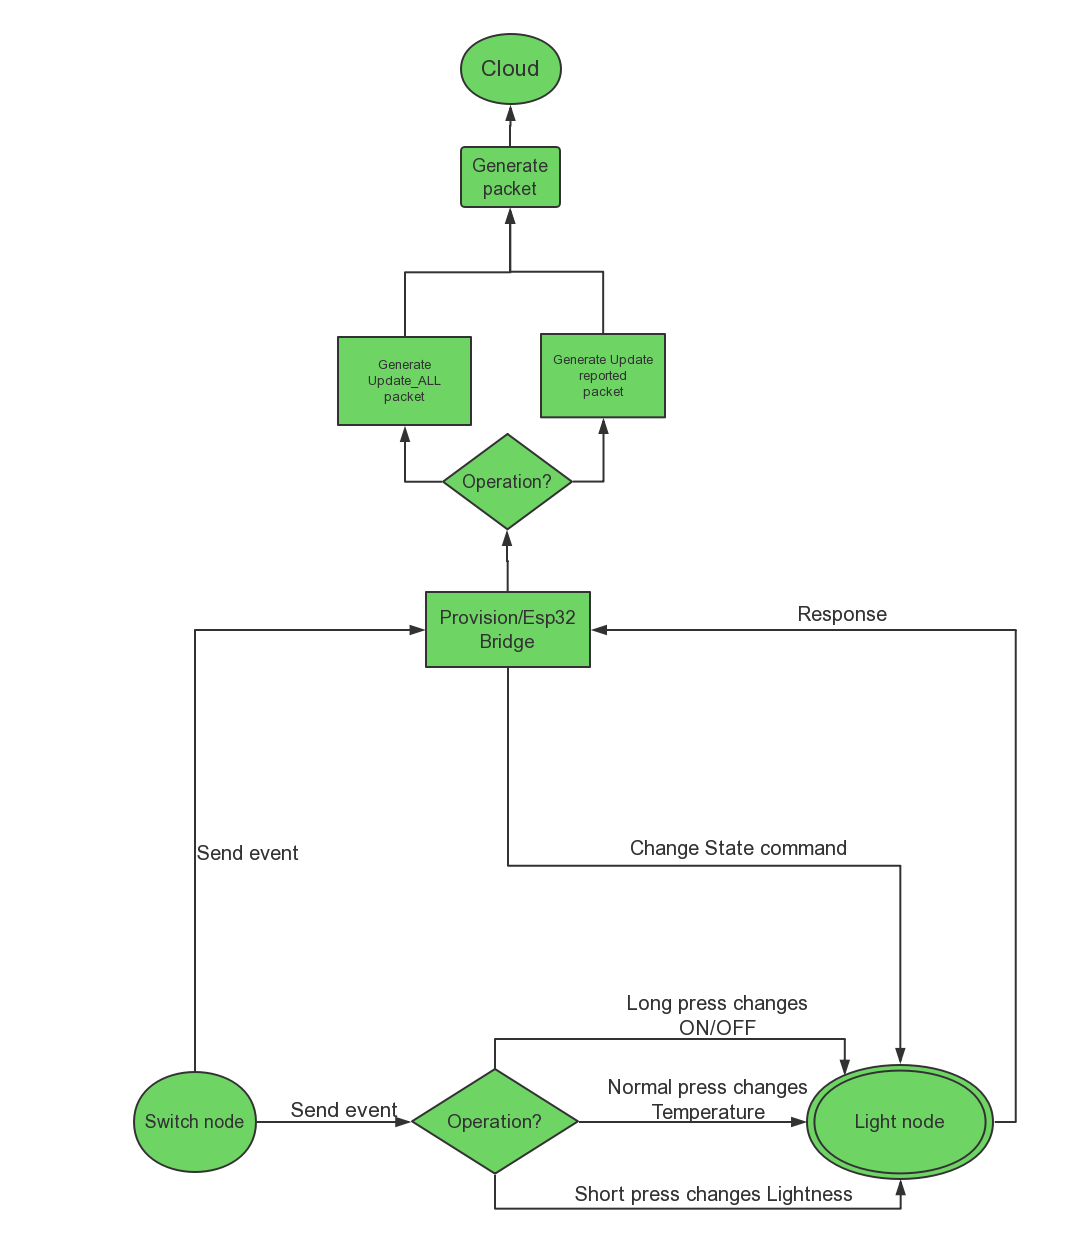 Cloud
Generate
packet
Generate
Update_ALL
packet
Generate Update
reported
packet
Operation?
Provision/Esp32
Bridge
Response
Send event
Change State command
Long press changes
ON/OFF
Normal press changes
Temperature
Switch node
Send event
Operation?
Light node
Short press changes Lightness